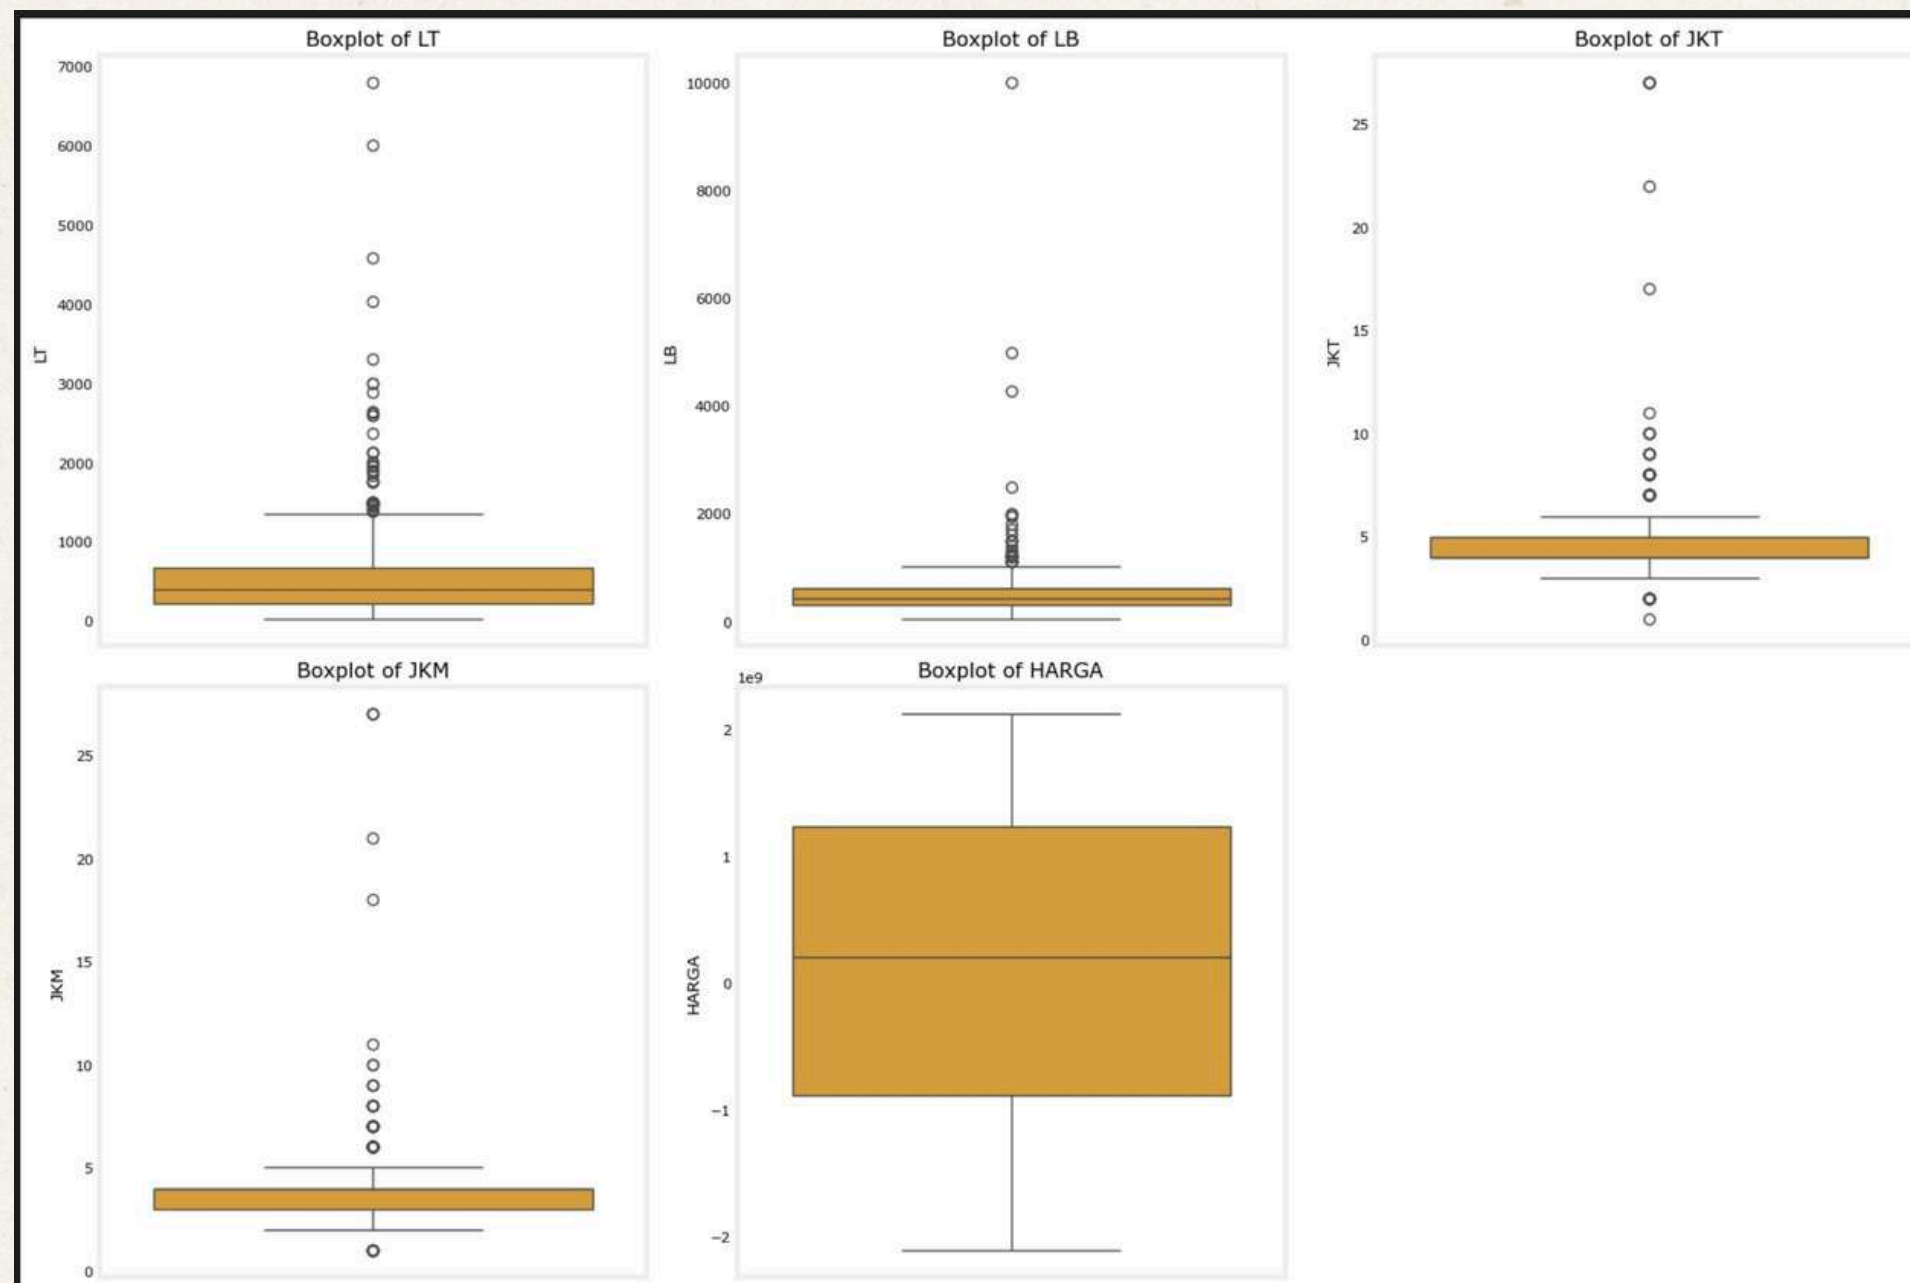 Boxplot of LT
7000
6000
5000
4000
3000
2000
1000
0
LT
Boxplot of LB
10000
8000
6000
4000
2000
0
LB
Boxplot of JKT
25
20
15
10
5
0
JKT
Boxplot of JKM
25
20
15
10
5
0
JKM
Boxplot of HARGA
1e9
2
1
0
−1
−2
HARGA